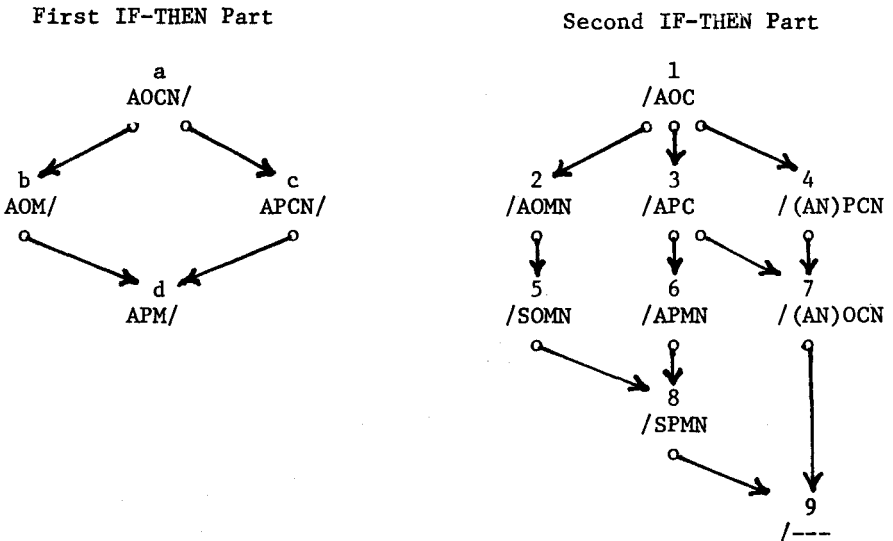 First IF-THEN Part
Second IF-THEN Part
a
AOCN/
b
AOM/
c
APCN/
d
APM/
1
/AOC
2
/AOMN
3
/APC
4
/(AN)PCN
5
/SOMN
6
/APMN
7
/(AN)OCN
8
/SPMN
9
/---